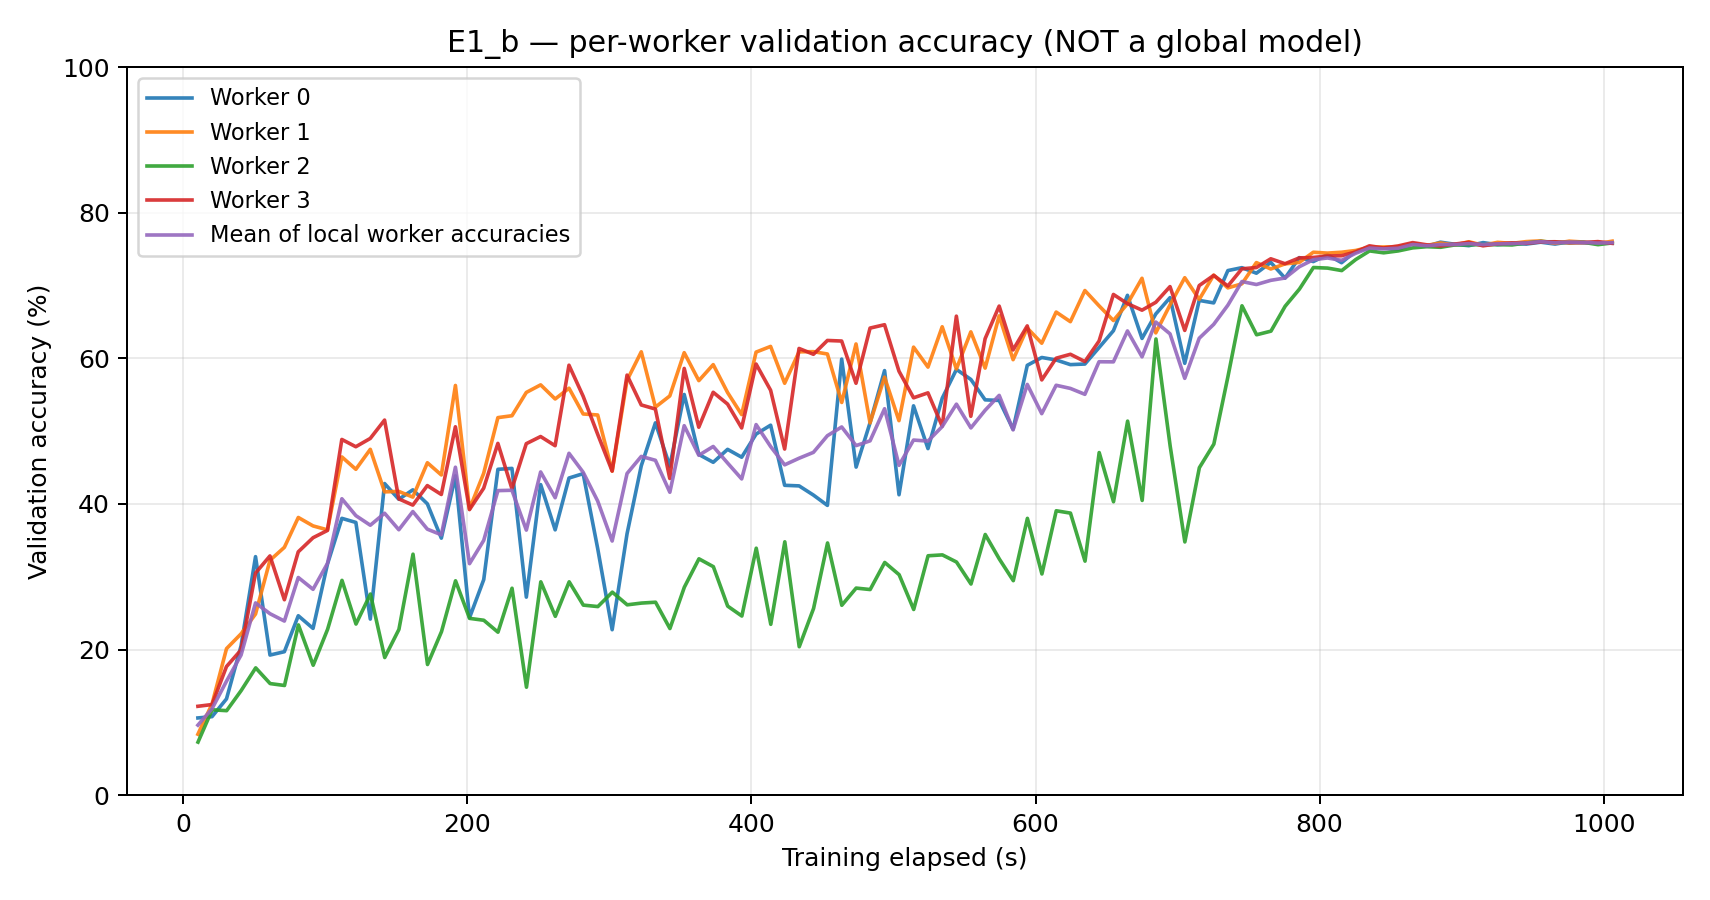 E1_b — per-worker validation accuracy (NOT a global model)
100
80
60
40
20
0
Validation accuracy (%)
Worker 0
Worker 1
Worker 2
Worker 3
Mean of local worker accuracies
0 200 400 600 800 1000
Training elapsed (s)